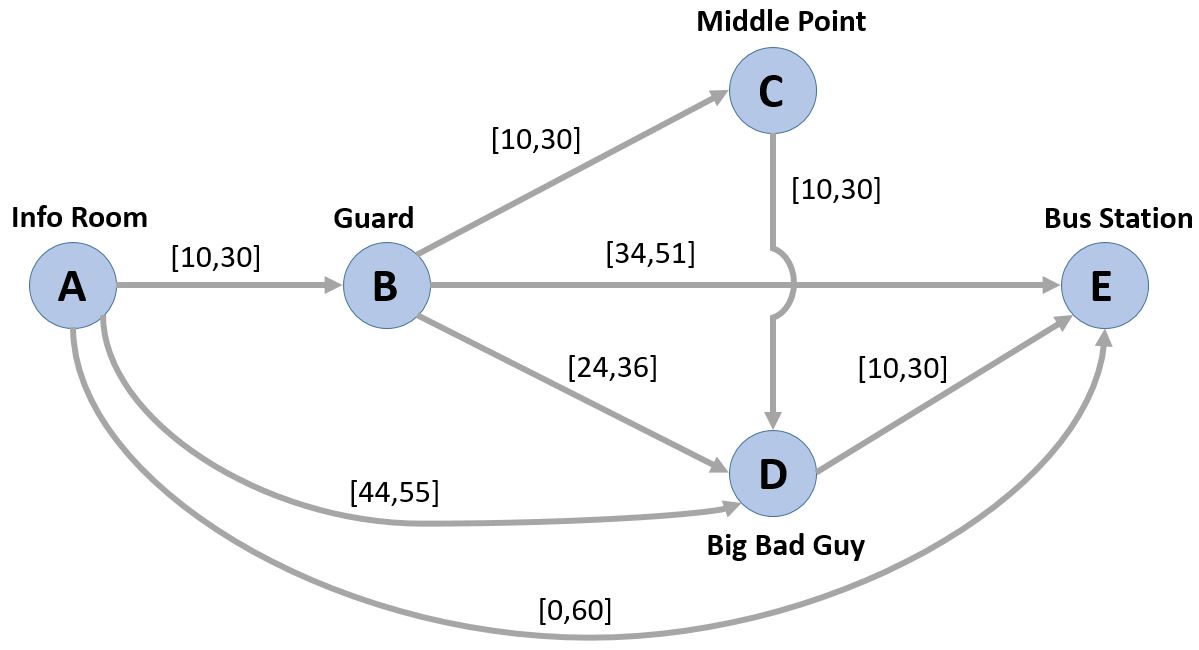 Middle Point
C
[10,30]
[10,30]
Info Room
Guard
Bus Station
[10,30]
[34,51]
A
B
E
[24,36]
[10,30]
D
[44,55]
Big Bad Guy
[0,60]